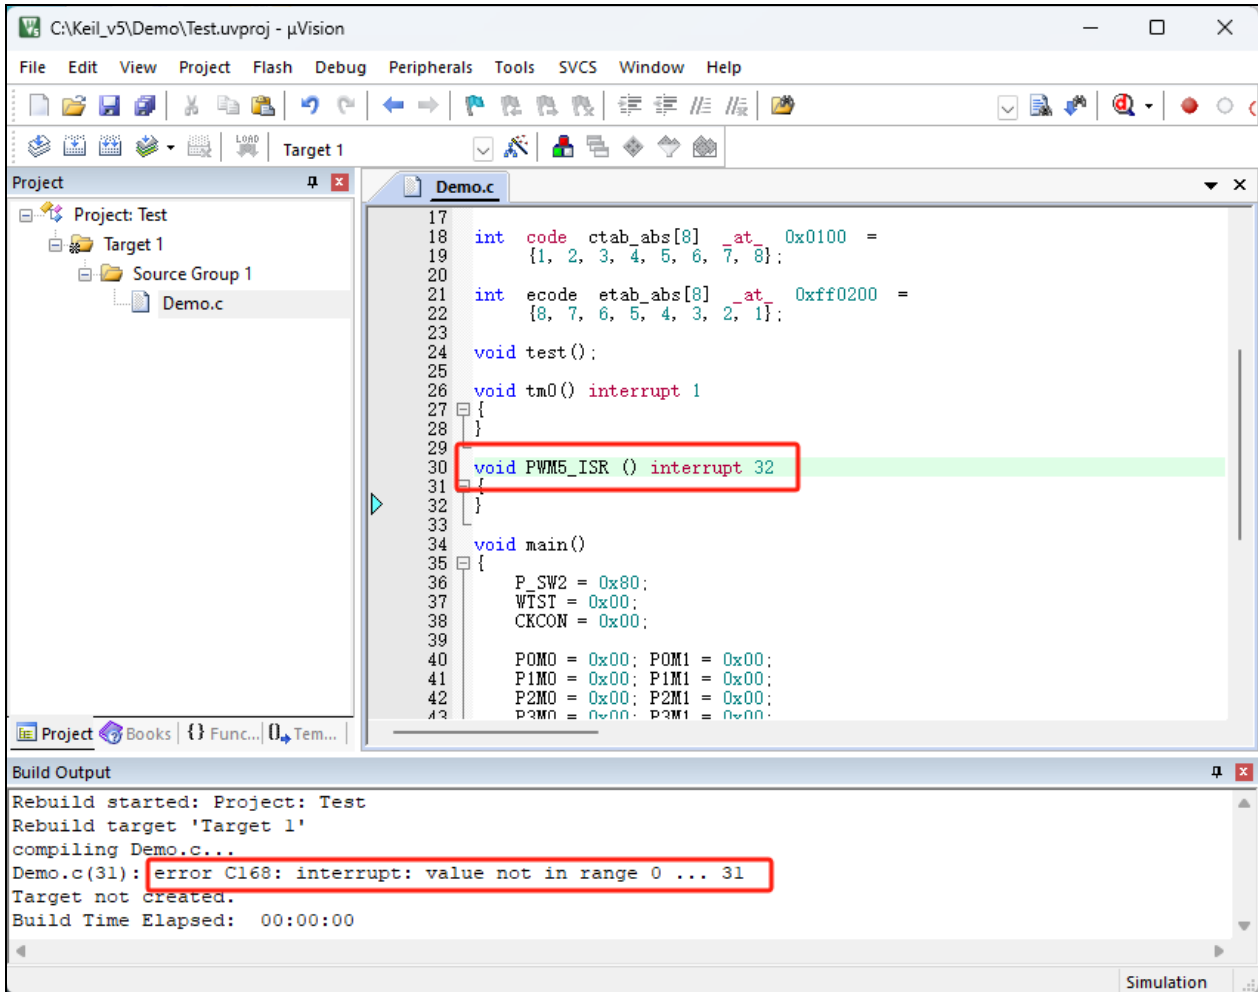 C:\Keil_v5\Demo\Test.uvproj - µVision
File Edit View Project Flash Debug Peripherals Tools SVCS Window Help
LOAD Target 1
Project
Demo.c
Project: Test
Target 1
Source Group 1
Demo.c
17
18 int code ctab_abs[8] _at_ 0x0100 =
19 {1, 2, 3, 4, 5, 6, 7, 8};
20
21 int ecode etab_abs[8] _at_ 0xff0200 =
22 {8, 7, 6, 5, 4, 3, 2, 1};
23
24 void test();
25
26 void tm0() interrupt 1
27 {
28 }
29
30 void PWM5_ISR () interrupt 32
31 {
32 }
33
34 void main()
35 {
36 P_SW2 = 0x80;
37 WTST = 0x00;
38 CKCON = 0x00;
39
40 P0M0 = 0x00; P0M1 = 0x00;
41 P1M0 = 0x00; P1M1 = 0x00;
42 P2M0 = 0x00; P2M1 = 0x00;
43 P3M0 = 0x00; P3M1 = 0x00;
Project Books {} Func... Tem...
Build Output
Rebuild started: Project: Test
Rebuild target 'Target 1'
compiling Demo.c...
Demo.c(31): error C168: interrupt: value not in range 0 ... 31
Target not created.
Build Time Elapsed: 00:00:00
Simulation